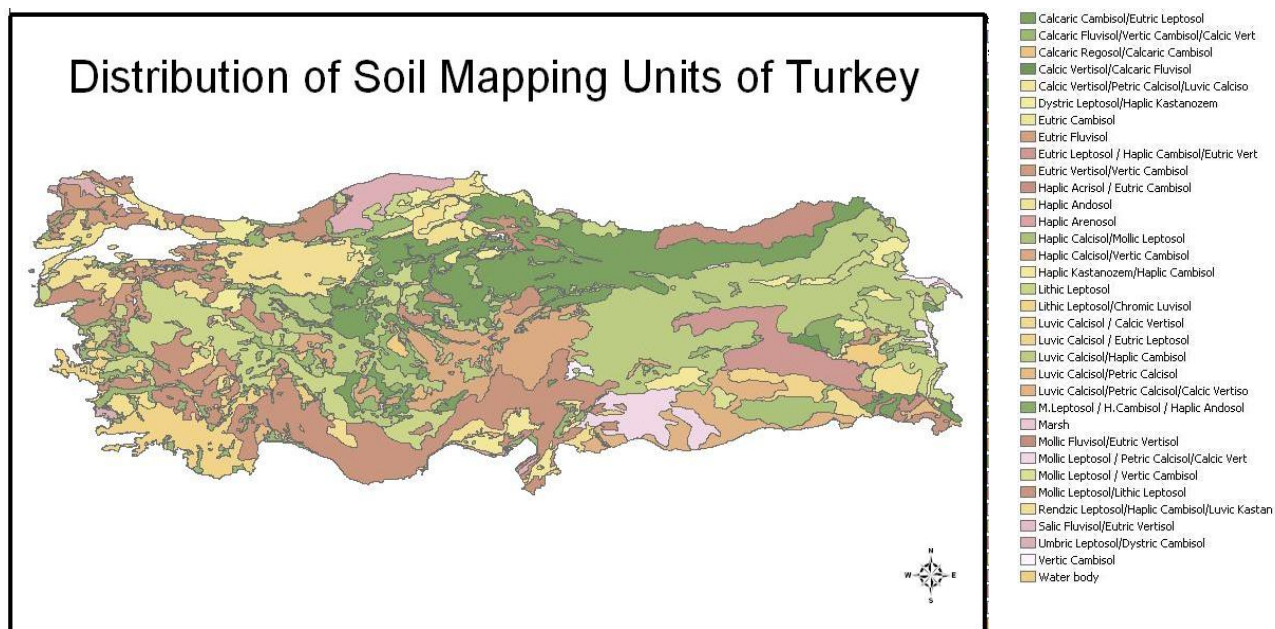 Distribution of Soil Mapping Units of Turkey
Calcaric Cambisol/Eutric Leptosol
Calcaric Fluvisol/Vertic Cambisol/Calcic Vert
Calcaric Regosol/Calcaric Cambisol
Calcic Vertisol/Calcaric Fluvisol
Calcic Vertisol/Petric Calcisol/Luvic Calciso
Dystric Leptosol/Haplic Kastanozem
Eutric Cambisol
Eutric Fluvisol
Eutric Leptosol / Haplic Cambisol/Eutric Vert
Eutric Vertisol/Vertic Cambisol
Haplic Acrisol / Eutric Cambisol
Haplic Andosol
Haplic Arenosol
Haplic Calcisol/Mollic Leptosol
Haplic Calcisol/Vertic Cambisol
Haplic Kastanozem/Haplic Cambisol
Lithic Leptosol
Lithic Leptosol/Chromic Luvisol
Luvic Calcisol / Calcic Vertisol
Luvic Calcisol / Eutric Leptosol
Luvic Calcisol/Haplic Cambisol
Luvic Calcisol/Petric Calcisol
Luvic Calcisol/Petric Calcisol/Calcic Vertiso
M.Leptosol / H.Cambisol / Haplic Andosol
Marsh
Mollic Fluvisol/Eutric Vertisol
Mollic Leptosol / Petric Calcisol/Calcic Vert
Mollic Leptosol / Vertic Cambisol
Mollic Leptosol/Lithic Leptosol
Rendzic Leptosol/Haplic Cambisol/Luvic Kastan
Salic Fluvisol/Eutric Vertisol
Umbric Leptosol/Dystric Cambisol
Vertic Cambisol
Water body
N
W E
S